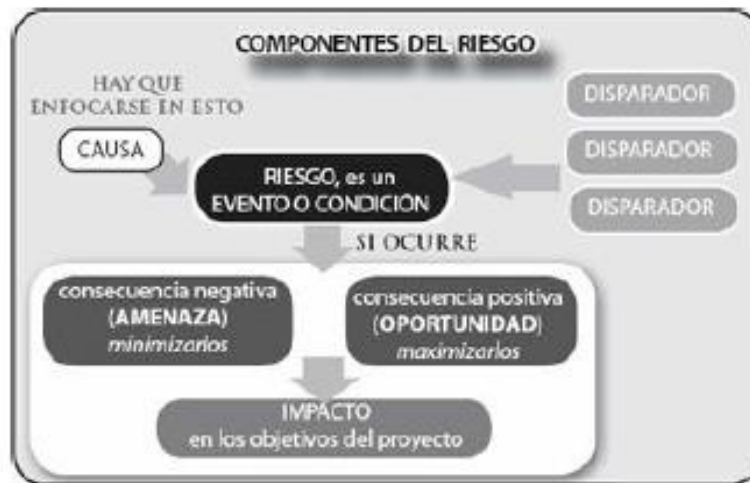 COMPONENTES DEL RIESGO
HAY QUE
ENFOCARSE EN ESTO
CAUSA
DISPARADOR
DISPARADOR
DISPARADOR
RIESGO, es un
EVENTO O CONDICIÓN
SI OCURRE
consecuencia negativa
(AMENAZA)
minimizarlos
consecuencia positiva
(OPORTUNIDAD)
maximizarlos
IMPACTO
en los objetivos del proyecto